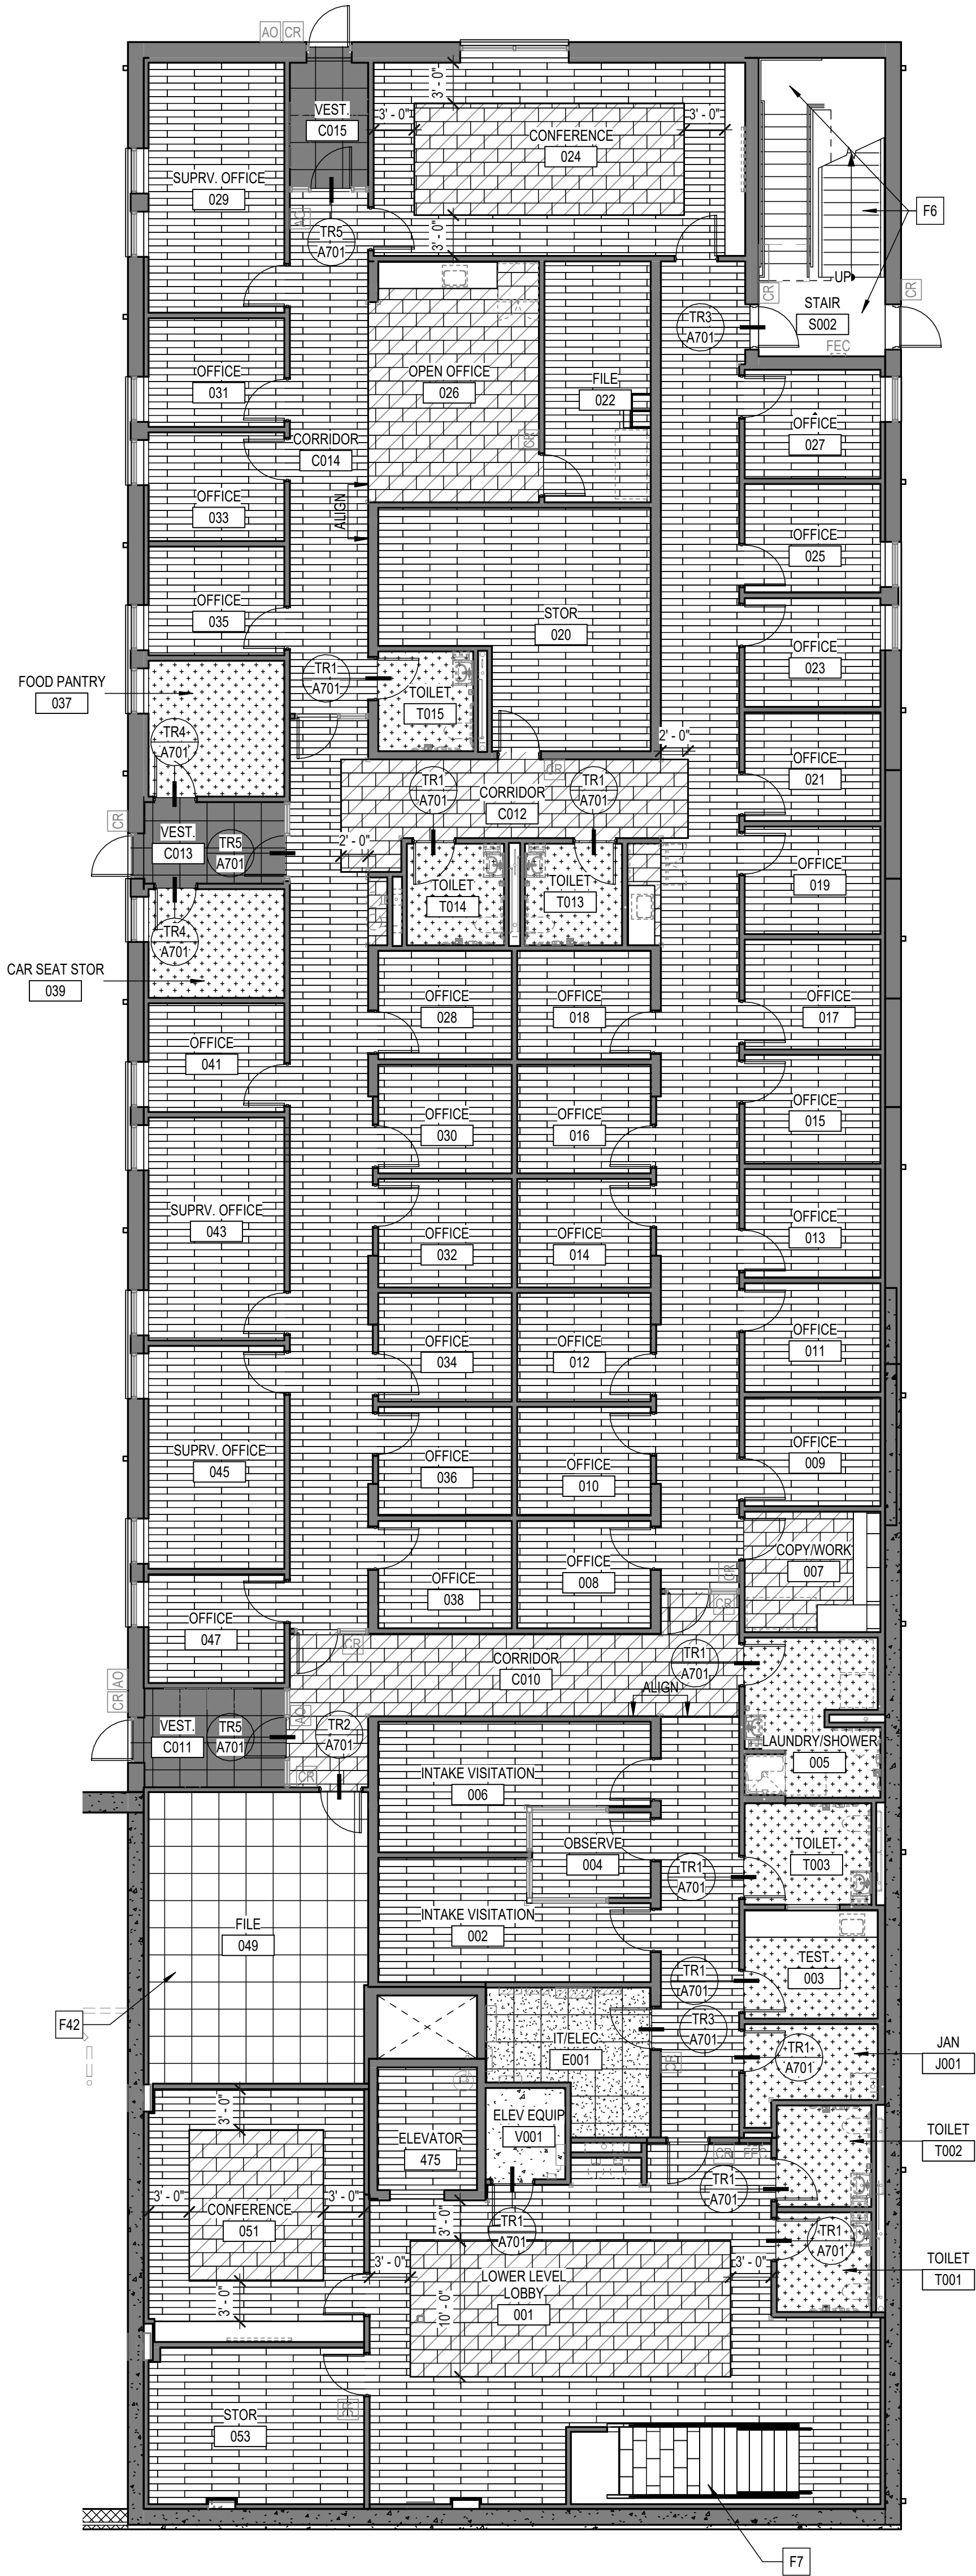 AO CR
VEST.
C015
3' - 0"
3' - 0"
3' - 0"
CONFERENCE
024
3' - 0"
SUPRV. OFFICE
029
AC
TR5
A701
F6
UP
CR
CR
STAIR
S002
FEC
TR3
A701
OFFICE
031
OPEN OFFICE
026
FILE
022
CR
OFFICE
027
CORRIDOR
C014
ALIGN
OFFICE
033
OFFICE
025
OFFICE
035
STOR
020
OFFICE
023
FOOD PANTRY
037
TR1
A701
TOILET
T015
TR4
A701
2' - 0"
OFFICE
021
CR
CR
TR1
A701
CORRIDOR
C012
TR1
A701
VEST.
C013
TR5
A701
2' - 0"
TOILET
T014
TOILET
T013
OFFICE
019
TR4
A701
CAR SEAT STOR
039
OFFICE
028
OFFICE
018
OFFICE
017
OFFICE
041
OFFICE
030
OFFICE
016
OFFICE
015
SUPRV. OFFICE
043
OFFICE
032
OFFICE
014
OFFICE
013
OFFICE
034
OFFICE
012
OFFICE
011
SUPRV. OFFICE
045
OFFICE
036
OFFICE
010
OFFICE
009
COPY/WORK
007
OFFICE
038
OFFICE
008
CR
CR
OFFICE
047
CR
CORRIDOR
C010
TR1
A701
CR AO
ALIGN
VEST.
C011
TR5
A701
AO
TR2
A701
CR
LAUNDRY/SHOWER
005
INTAKE VISITATION
006
OBSERVE
004
TOILET
T003
TR1
A701
INTAKE VISITATION
002
FILE
049
TEST
003
TR1
A701
F42
IT/ELEC
E001
TR3
A701
TR1
A701
JAN
J001
CR
ELEV EQUIP
V001
ELEVATOR
475
TOILET
T002
CR FEC
TR1
A701
3' - 0"
3' - 0"
CONFERENCE
051
3' - 0"
3' - 0"
3' - 0"
TR1
A701
3' - 0"
3' - 0"
TR1
A701
TOILET
T001
LOWER LEVEL
LOBBY
001
10' - 0"
STOR
053
CR
F7